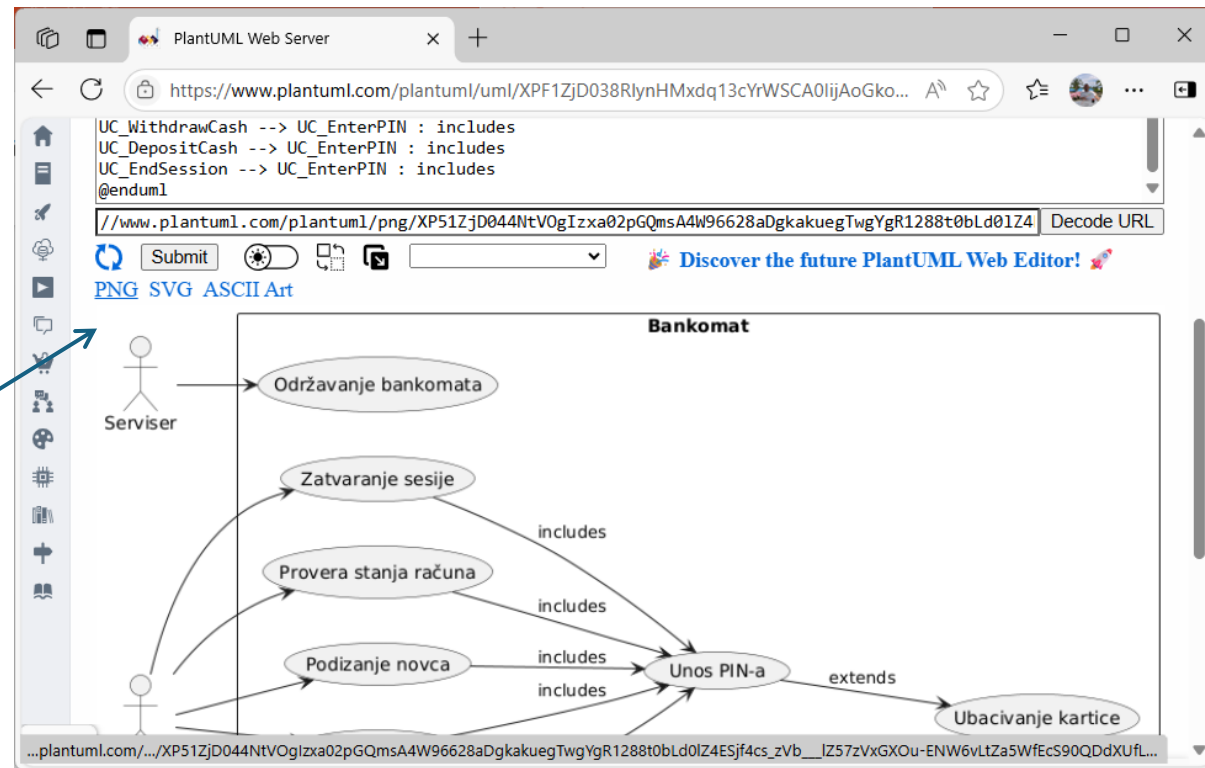 PlantUML Web Server
https://www.plantuml.com/plantuml/uml/XPF1ZjD038RlynHMxdq13cYrWSCA0lijAoGko...
UC_WithdrawCash --> UC_EnterPIN : includes
UC_DepositCash --> UC_EnterPIN : includes
UC_EndSession --> UC_EnterPIN : includes
@enduml
//www.plantuml.com/plantuml/png/XP51ZjD044NtVOgIzxa02pGQmsA4W96628aDgkakuegTwgYgR1288t0bLd01Z4
Decode URL
Submit
🎉 Discover the future PlantUML Web Editor! 🚀
PNG SVG ASCII Art
Bankomat
Održavanje bankomata
Serviser
Zatvaranje sesije
includes
Provera stanja računa
includes
Podizanje novca
includes
Unos PIN-a
extends
includes
Ubacivanje kartice
...plantuml.com/.../XP51ZjD044NtVOgIzxa02pGQmsA4W96628aDgkakuegTwgYgR1288t0bLd0lZ4ESjf4cs_zVb___lZ57zVxGXOu-ENW6vLtZa5WfEcS90QDdXUfL...